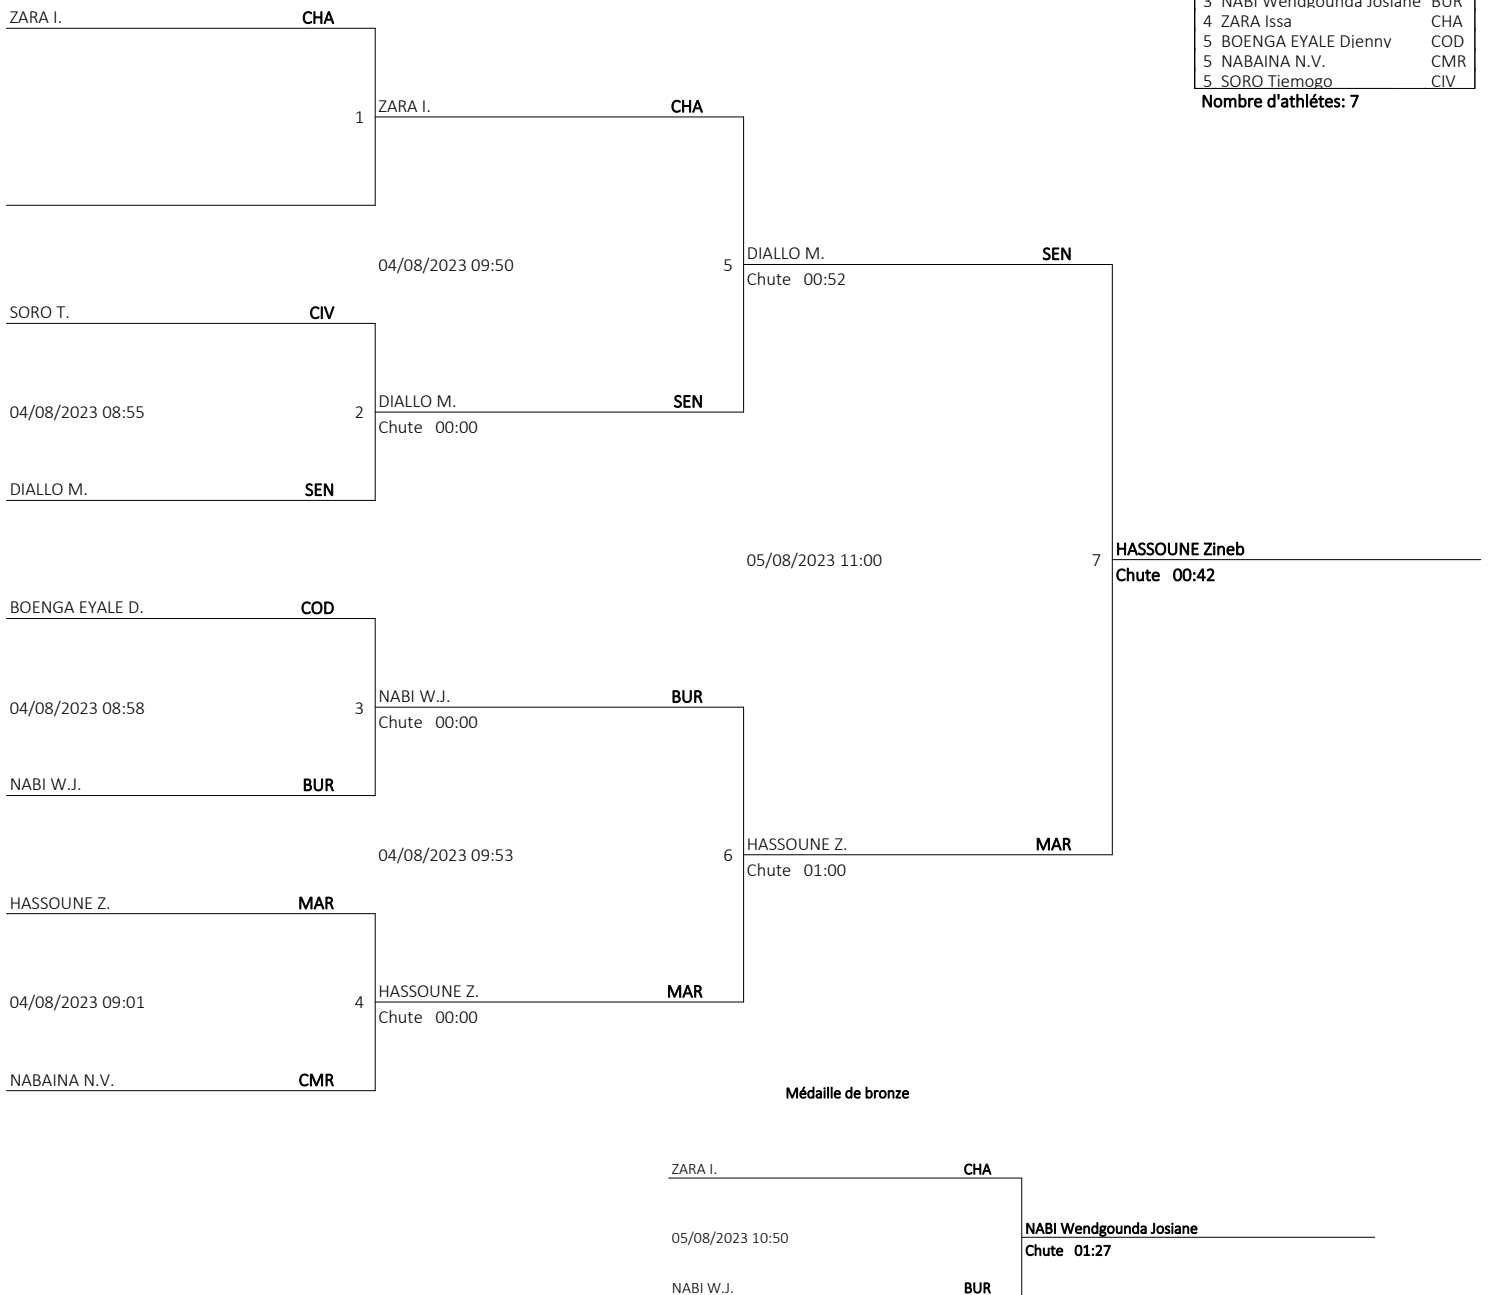 ZARA I. CHA
3 NABI Wendgounda Josiane BUR
4 ZARA Issa CHA
5 BOENGA EYALE Djenny COD
5 NABAINA N.V. CMR
5 SORO Tiemogo CIV
Nombre d'athlétes: 7
1 ZARA I. CHA
04/08/2023 09:50
5 DIALLO M. SEN
Chute 00:52
SORO T. CIV
04/08/2023 08:55
2 DIALLO M. SEN
Chute 00:00
DIALLO M. SEN
05/08/2023 11:00
7 HASSOUNE Zineb
Chute 00:42
BOENGA EYALE D. COD
04/08/2023 08:58
3 NABI W.J. BUR
Chute 00:00
NABI W.J. BUR
04/08/2023 09:53
6 HASSOUNE Z. MAR
Chute 01:00
HASSOUNE Z. MAR
04/08/2023 09:01
4 HASSOUNE Z. MAR
Chute 00:00
NABAINA N.V. CMR
Médaille de bronze
ZARA I. CHA
05/08/2023 10:50
NABI Wendgounda Josiane
Chute 01:27
NABI W.J. BUR